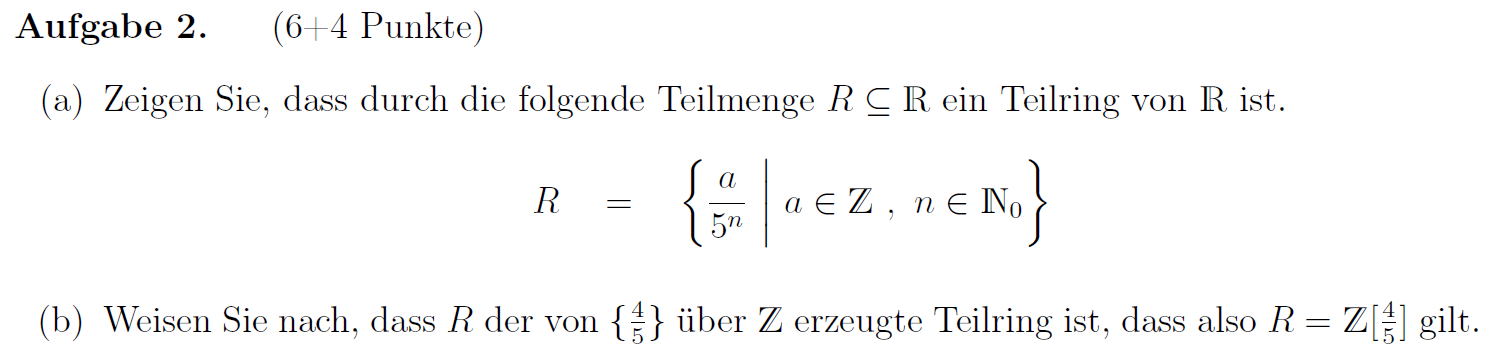 Aufgabe 2. (6+4 Punkte)
(a) Zeigen Sie, dass durch die folgende Teilmenge R ⊆ ℝ ein Teilring von ℝ ist.
R = { a/5ⁿ | a ∈ ℤ , n ∈ ℕ₀ }
(b) Weisen Sie nach, dass R der von {4/5} über ℤ erzeugte Teilring ist, dass also R = ℤ[4/5] gilt.